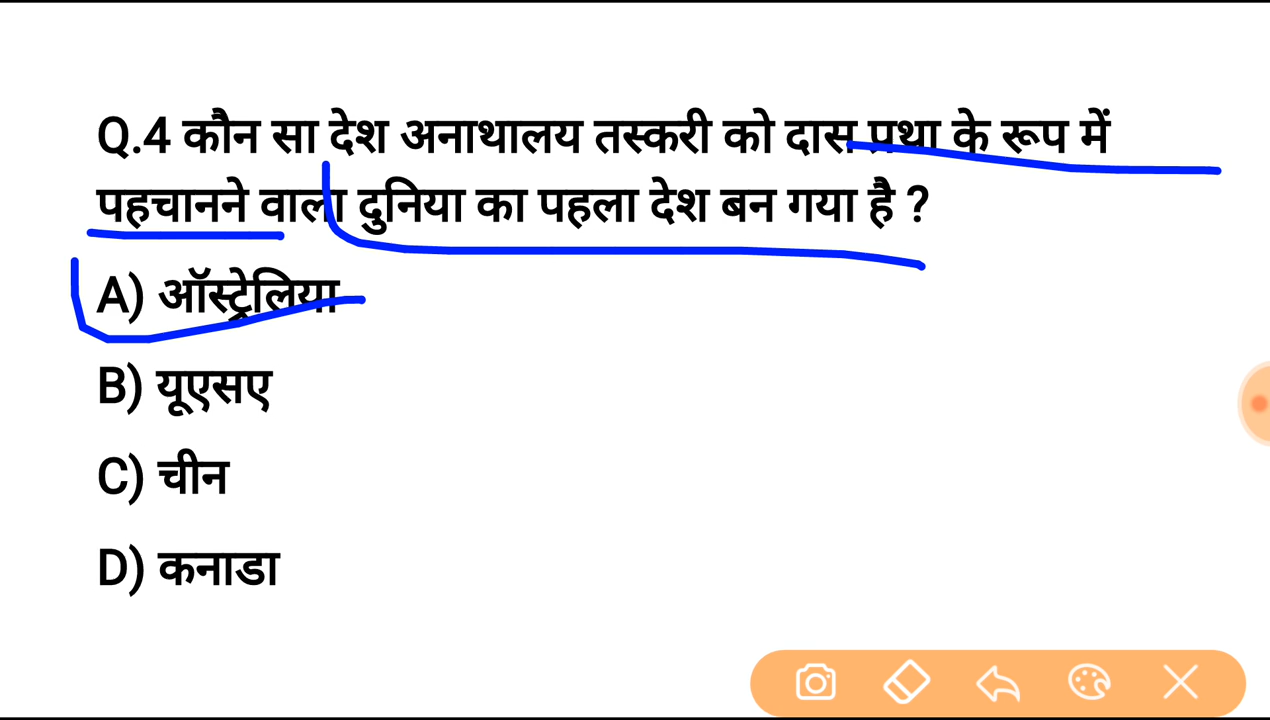 Q.4 कौन सा देश अनाथालय तस्करी को दास प्रथा के रूप में
पहचानने वाला दुनिया का पहला देश बन गया है ?
A) ऑस्ट्रेलिया
B) यूएसए
C) चीन
D) कनाडा